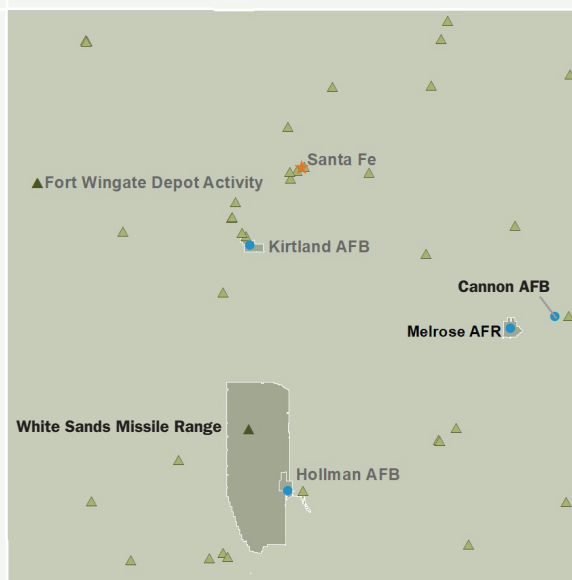 Santa Fe
Fort Wingate Depot Activity
Kirtland AFB
Cannon AFB
Melrose AFR
White Sands Missile Range
Hollman AFB